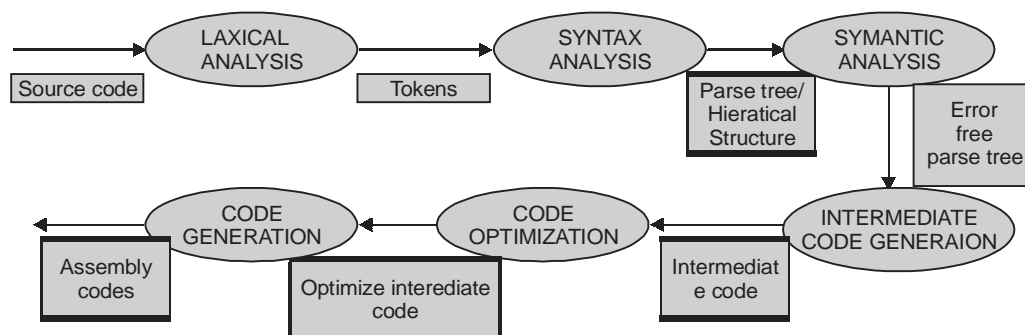 LAXICAL
ANALYSIS
SYNTAX
ANALYSIS
SYMANTIC
ANALYSIS
Source code
Tokens
Parse tree/
Hieratical
Structure
Error
free
parse tree
CODE
GENERATION
CODE
OPTIMIZATION
INTERMEDIATE
CODE GENERAION
Assembly
codes
Optimize interediate
code
Intermediat
e code